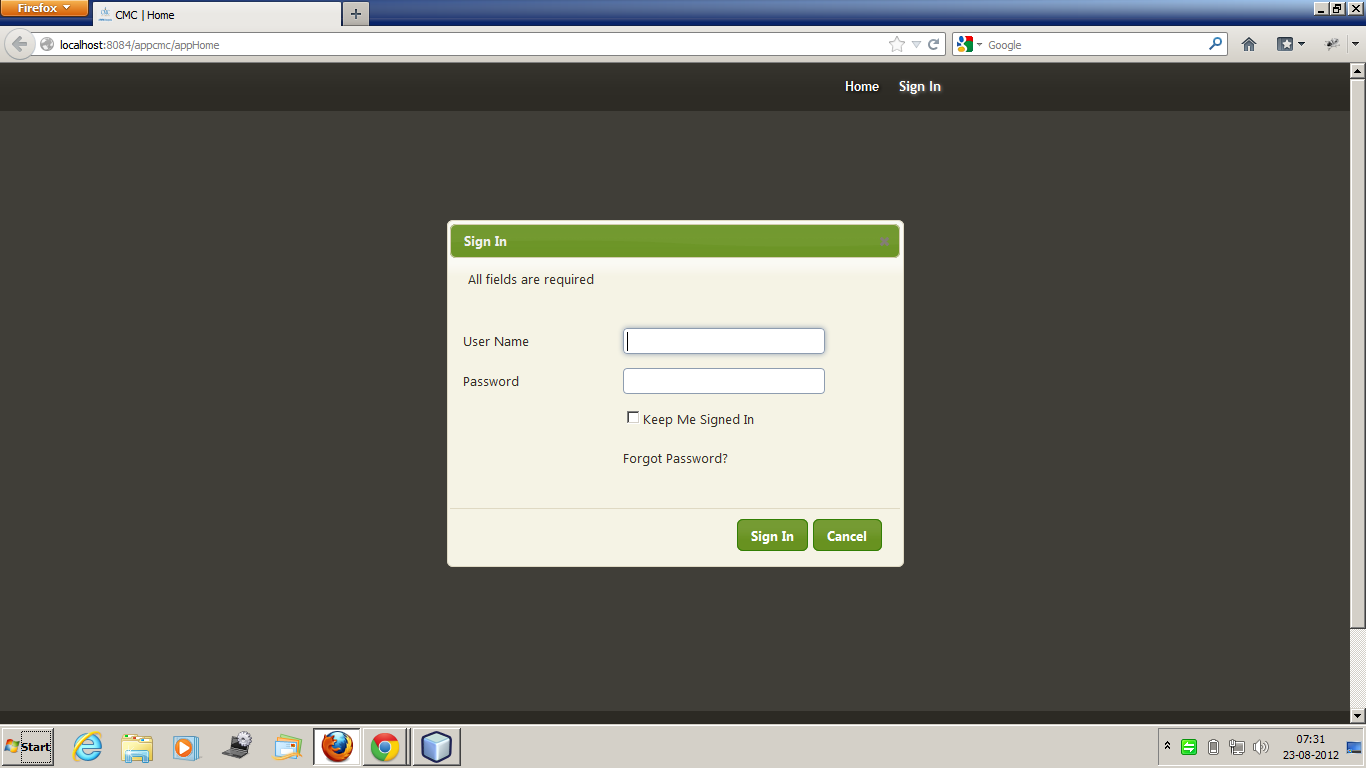 Firefox
CMC | Home
localhost:8084/appcmc/appHome
Google
Home
Sign In
Sign In
All fields are required
User Name
Password
Keep Me Signed In
Forgot Password?
Sign In
Cancel
Start
07:31
23-08-2012